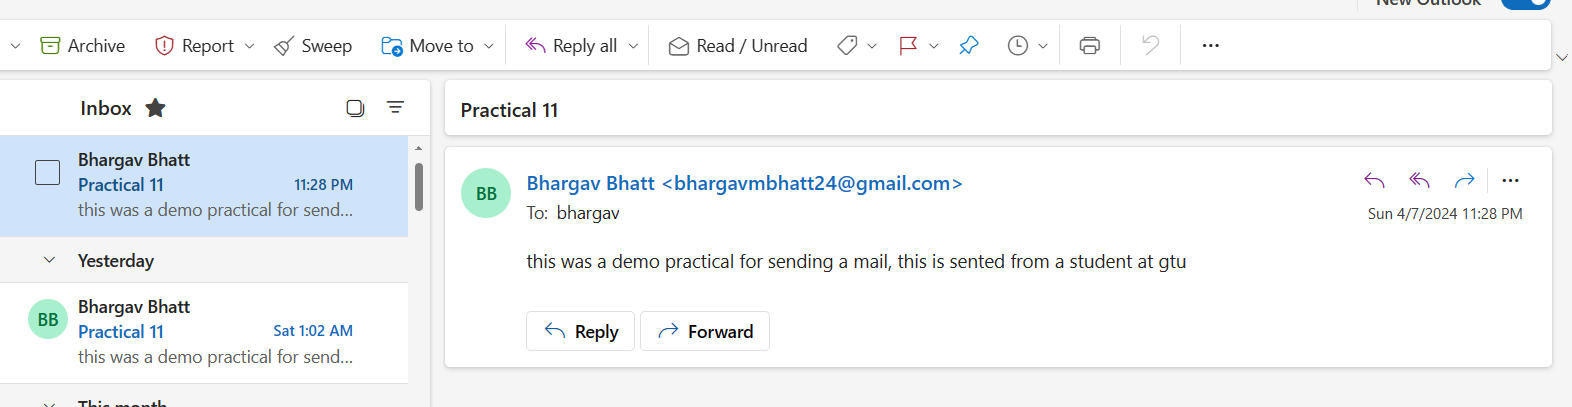 New Outlook
Archive Report Sweep Move to Reply all Read / Unread
Inbox
Bhargav Bhatt
Practical 11 11:28 PM
this was a demo practical for send...
Yesterday
BB
Bhargav Bhatt
Practical 11 Sat 1:02 AM
this was a demo practical for send...
This month
Practical 11
BB
Bhargav Bhatt <bhargavmbhatt24@gmail.com>
To: bhargav
Sun 4/7/2024 11:28 PM
this was a demo practical for sending a mail, this is sented from a student at gtu
Reply Forward